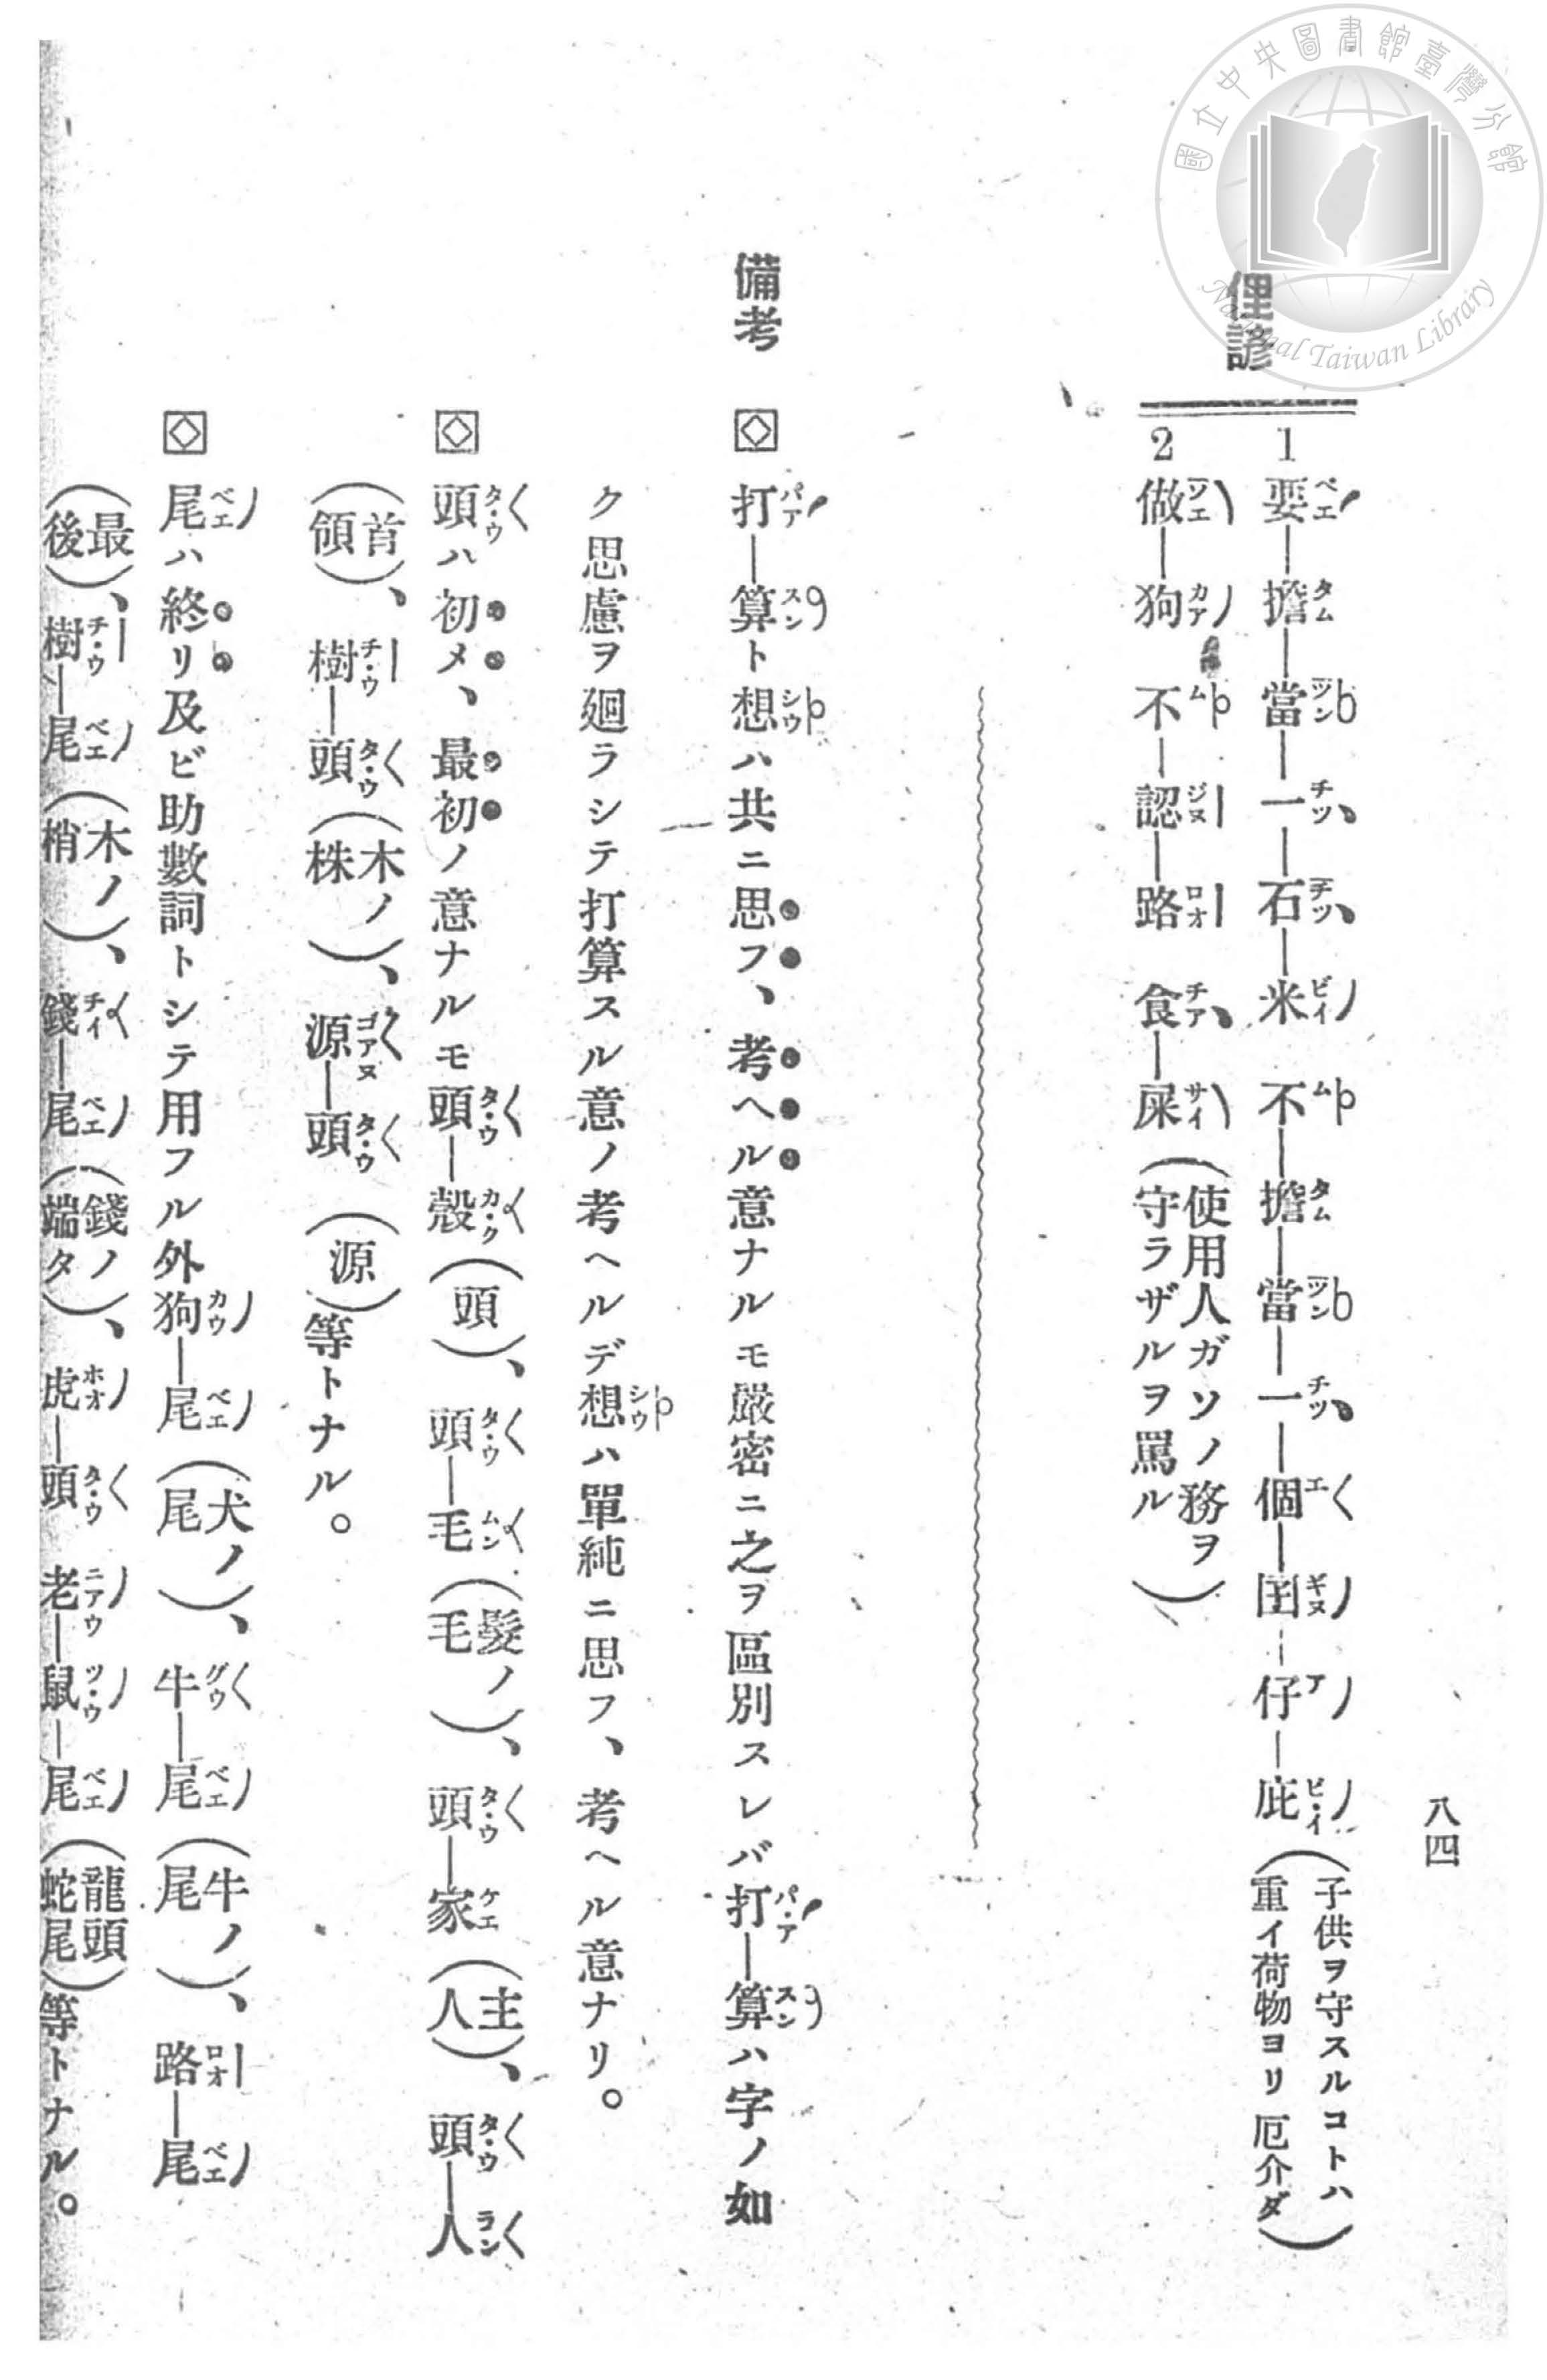 國立中央圖書館臺灣分館
National Taiwan Library
八四
俚諺
1 要─擔─當─一─石─米 不─擔─當─一─個─囝─仔─庇(子供ヲ守スルコトハ重イ荷物ヨリ厄介ダ)
2 做─狗 不─認─路 食─屎(使用人ガソノ務ヲ守ラザルヲ罵ル)
備考
打─算ト想ハ共ニ思フ、考ヘル意ナルモ嚴密ニ之ヲ區別スレバ打─算ハ字ノ如
ク思慮ヲ廻ラシテ打算スル意ノ考ヘルデ想ハ單純ニ思フ、考ヘル意ナリ。
頭ハ初メ、最初ノ意ナルモ頭─殼(頭)、頭─毛(髮ノ毛)、頭─家(主人)、頭─人
(首領)、樹─頭(木ノ株)、源─頭(源)等トナル。
尾ハ終リ及ビ助數詞トシテ用フル外狗─尾(犬ノ尾)、牛─尾(牛ノ尾)、路─尾
(最後)、樹─尾(木ノ梢)、錢─尾(錢ノ端タ)、虎─頭 老─鼠─尾(龍頭蛇尾)等トナル。